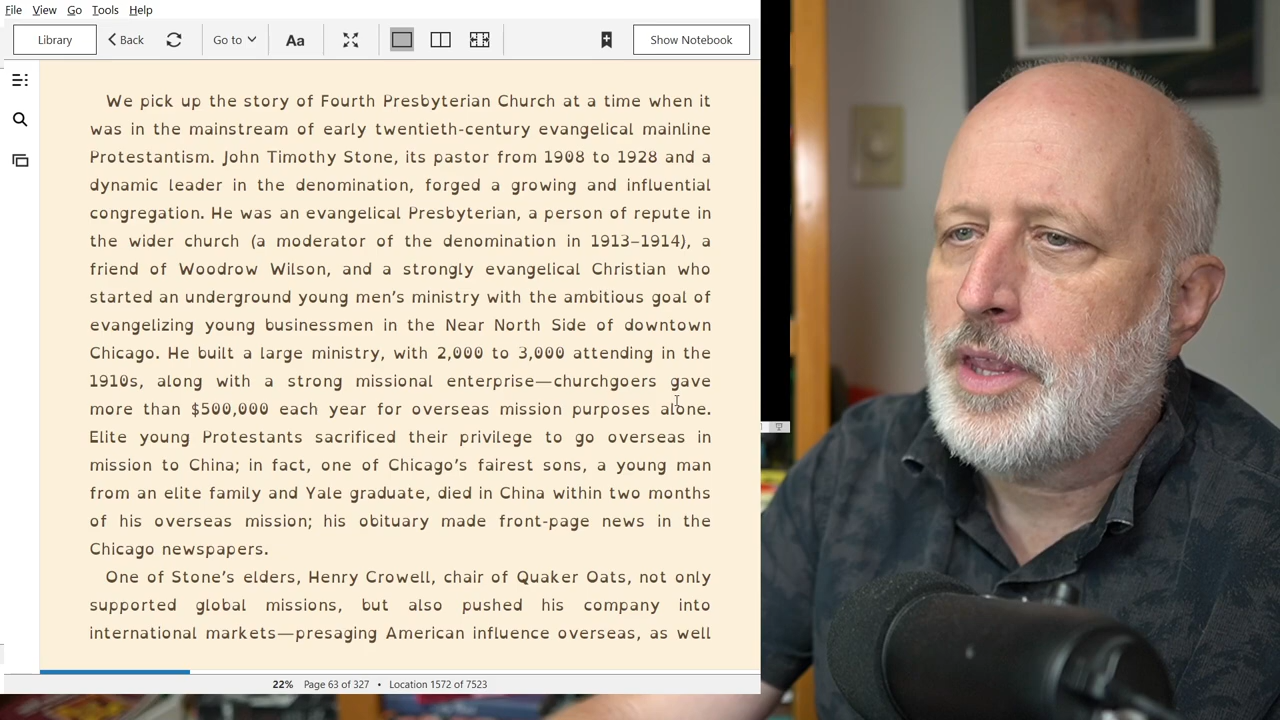 File View Go Tools Help
Library Back Go to Aa Show Notebook
We pick up the story of Fourth Presbyterian Church at a time when it
was in the mainstream of early twentieth-century evangelical mainline
Protestantism. John Timothy Stone, its pastor from 1908 to 1928 and a
dynamic leader in the denomination, forged a growing and influential
congregation. He was an evangelical Presbyterian, a person of repute in
the wider church (a moderator of the denomination in 1913–1914), a
friend of Woodrow Wilson, and a strongly evangelical Christian who
started an underground young men’s ministry with the ambitious goal of
evangelizing young businessmen in the Near North Side of downtown
Chicago. He built a large ministry, with 2,000 to 3,000 attending in the
1910s, along with a strong missional enterprise—churchgoers gave
more than $500,000 each year for overseas mission purposes alone.
Elite young Protestants sacrificed their privilege to go overseas in
mission to China; in fact, one of Chicago’s fairest sons, a young man
from an elite family and Yale graduate, died in China within two months
of his overseas mission; his obituary made front-page news in the
Chicago newspapers.
One of Stone’s elders, Henry Crowell, chair of Quaker Oats, not only
supported global missions, but also pushed his company into
international markets—presaging American influence overseas, as well
22% Page 63 of 327 • Location 1572 of 7523